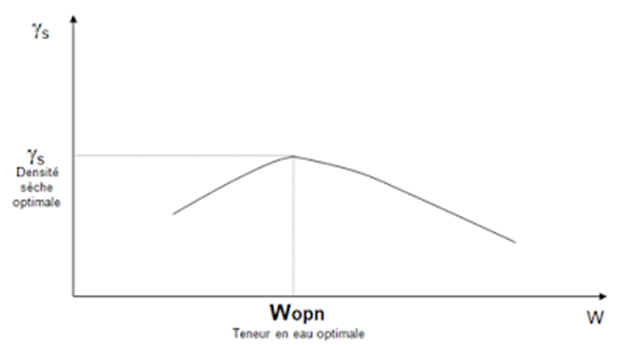 γs
γs
Densité
sèche
optimale
Wopn
W
Teneur en eau optimale